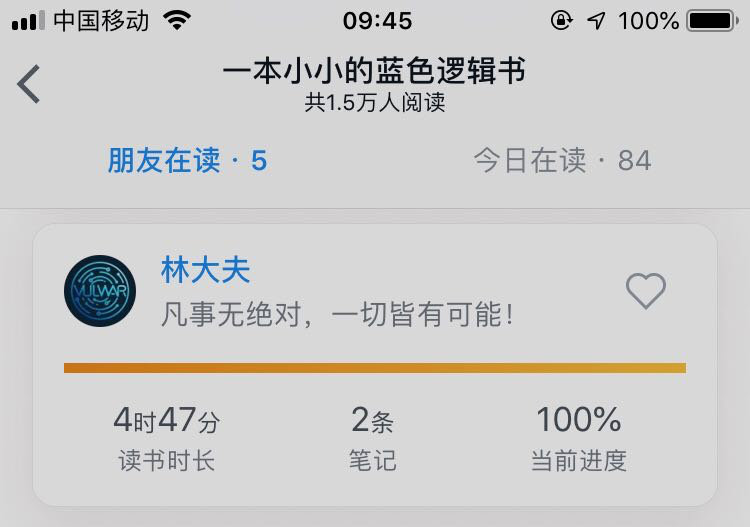 中国移动 09:45 100%
一本小小的蓝色逻辑书
共1.5万人阅读
朋友在读 · 5 今日在读 · 84
VULWAR
林大夫
凡事无绝对，一切皆有可能！
4时47分 2条 100%
读书时长 笔记 当前进度